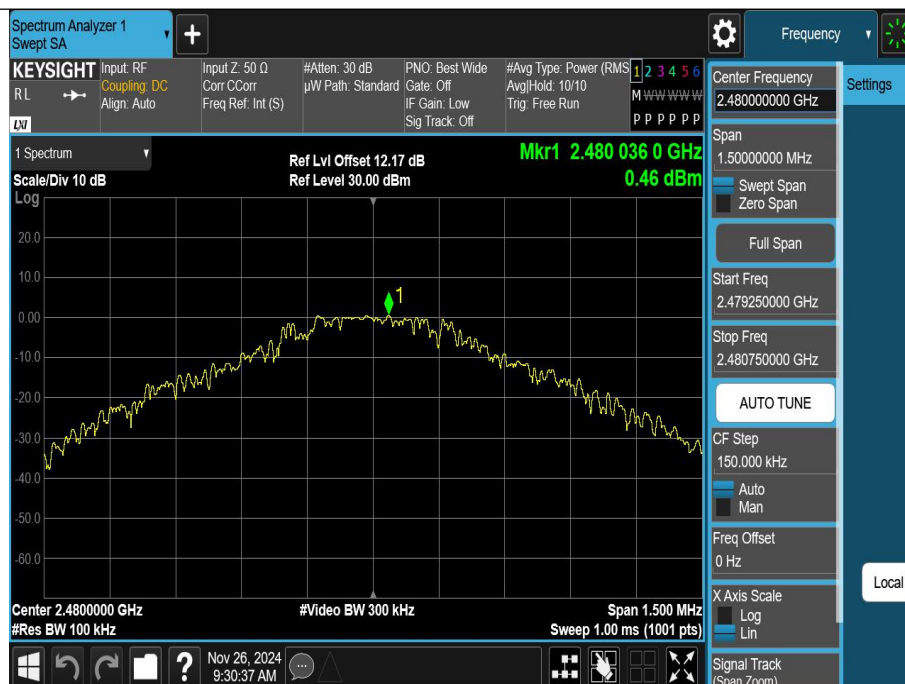 Spectrum Analyzer 1
Swept SA
Frequency
KEYSIGHT
RL
LXI
Input: RF
Coupling: DC
Align: Auto
Input Z: 50 Ω
Corr CCorr
Freq Ref: Int (S)
#Atten: 30 dB
µW Path: Standard
PNO: Best Wide
Gate: Off
IF Gain: Low
Sig Track: Off
#Avg Type: Power (RMS
Avg|Hold: 10/10
Trig: Free Run
1 2 3 4 5 6
M W W W W W
P P P P P P
1 Spectrum
Scale/Div 10 dB
Log
Ref Lvl Offset 12.17 dB
Ref Level 30.00 dBm
Mkr1 2.480 036 0 GHz
0.46 dBm
20.0
10.0
0.00
-10.0
-20.0
-30.0
-40.0
-50.0
-60.0
1
Center 2.4800000 GHz
#Res BW 100 kHz
#Video BW 300 kHz
Span 1.500 MHz
Sweep 1.00 ms (1001 pts)
Nov 26, 2024
9:30:37 AM
Center Frequency
2.480000000 GHz
Span
1.50000000 MHz
Swept Span
Zero Span
Full Span
Start Freq
2.479250000 GHz
Stop Freq
2.480750000 GHz
AUTO TUNE
CF Step
150.000 kHz
Auto
Man
Freq Offset
0 Hz
X Axis Scale
Log
Lin
Signal Track
(Span Zoom)
Settings
Local